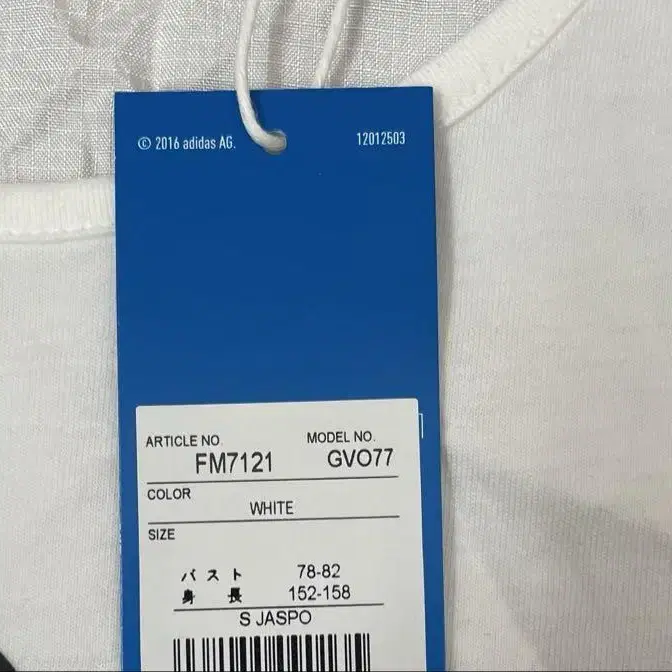 © 2016 adidas AG. 12012503
ARTICLE NO. MODEL NO.
FM7121 GVO77
COLOR
WHITE
SIZE
バスト 78-82
身長 152-158
S JASPO